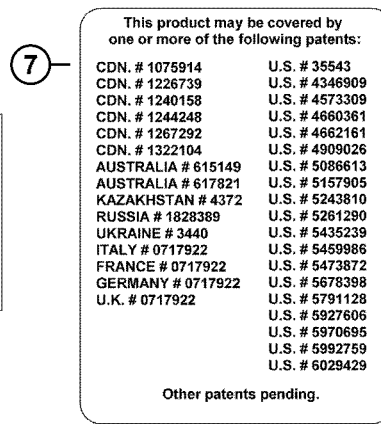 This product may be covered by
one or more of the following patents:
7
CDN. # 1075914
CDN. # 1226739
CDN. # 1240158
CDN. # 1244248
CDN. # 1267292
CDN. # 1322104
AUSTRALIA # 615149
AUSTRALIA # 617821
KAZAKHSTAN # 4372
RUSSIA # 1828389
UKRAINE # 3440
ITALY # 0717922
FRANCE # 0717922
GERMANY # 0717922
U.K. # 0717922
U.S. # 35543
U.S. # 4346909
U.S. # 4573309
U.S. # 4660361
U.S. # 4662161
U.S. # 4909026
U.S. # 5086613
U.S. # 5157905
U.S. # 5243810
U.S. # 5261290
U.S. # 5435239
U.S. # 5459986
U.S. # 5473872
U.S. # 5678398
U.S. # 5791128
U.S. # 5927606
U.S. # 5970695
U.S. # 5992759
U.S. # 6029429
Other patents pending.